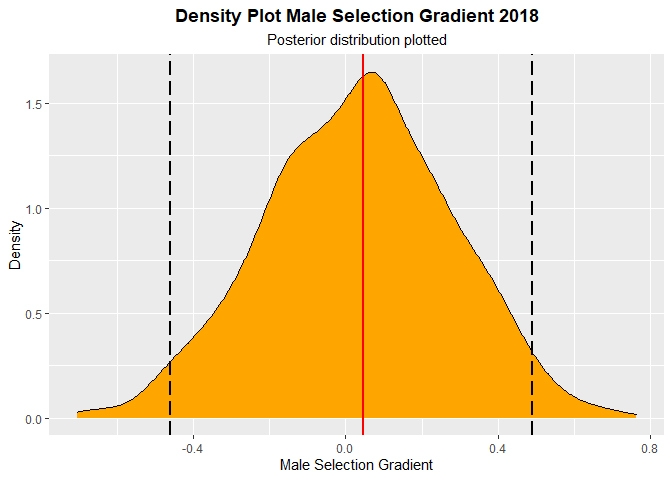 Density Plot Male Selection Gradient 2018
Posterior distribution plotted
Density
1.5
1.0
0.5
0.0
-0.4 0.0 0.4 0.8
Male Selection Gradient